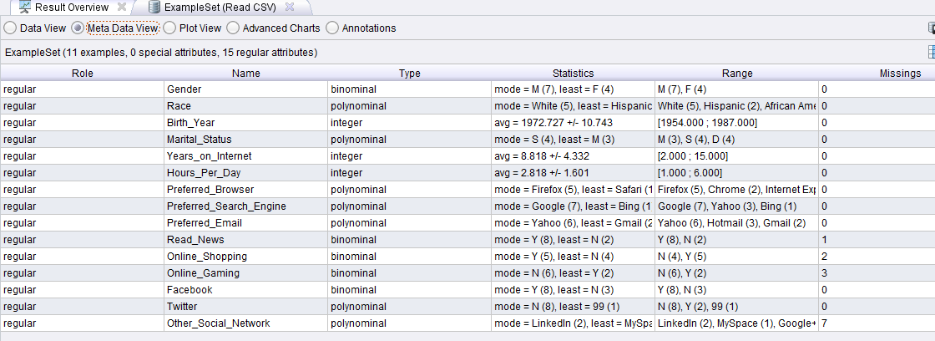 Result Overview ExampleSet (Read CSV)
Data View Meta Data View Plot View Advanced Charts Annotations
ExampleSet (11 examples, 0 special attributes, 15 regular attributes)
Role Name Type Statistics Range Missings
regular Gender binominal mode = M (7), least = F (4) M (7), F (4) 0
regular Race polynominal mode = White (5), least = Hispanic White (5), Hispanic (2), African Ame 0
regular Birth_Year integer avg = 1972.727 +/- 10.743 [1954.000 ; 1987.000] 0
regular Marital_Status polynominal mode = S (4), least = M (3) M (3), S (4), D (4) 0
regular Years_on_Internet integer avg = 8.818 +/- 4.332 [2.000 ; 15.000] 0
regular Hours_Per_Day integer avg = 2.818 +/- 1.601 [1.000 ; 6.000] 0
regular Preferred_Browser polynominal mode = Firefox (5), least = Safari (1 Firefox (5), Chrome (2), Internet Exp 0
regular Preferred_Search_Engine polynominal mode = Google (7), least = Bing (1 Google (7), Yahoo (3), Bing (1) 0
regular Preferred_Email polynominal mode = Yahoo (6), least = Gmail (2 Yahoo (6), Hotmail (3), Gmail (2) 0
regular Read_News binominal mode = Y (8), least = N (2) Y (8), N (2) 1
regular Online_Shopping binominal mode = Y (5), least = N (4) N (4), Y (5) 2
regular Online_Gaming binominal mode = N (6), least = Y (2) N (6), Y (2) 3
regular Facebook binominal mode = Y (8), least = N (3) Y (8), N (3) 0
regular Twitter polynominal mode = N (8), least = 99 (1) N (8), Y (2), 99 (1) 0
regular Other_Social_Network polynominal mode = LinkedIn (2), least = MySpa LinkedIn (2), MySpace (1), Google+ 7